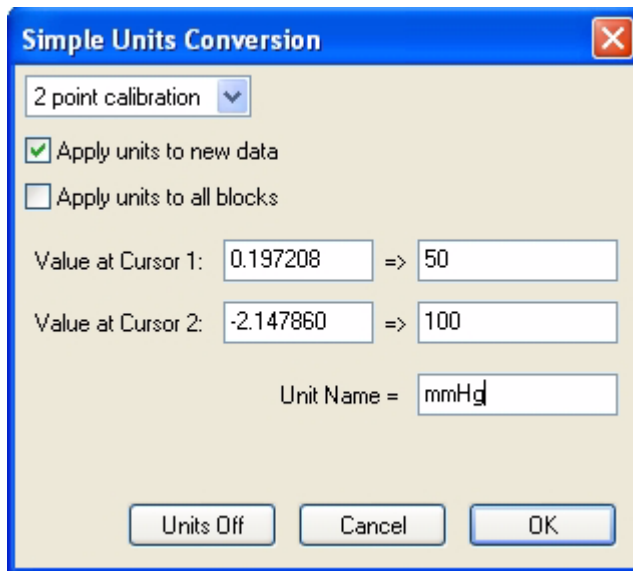 Simple Units Conversion
2 point calibration
Apply units to new data
Apply units to all blocks
Value at Cursor 1: 0.197208 => 50
Value at Cursor 2: -2.147860 => 100
Unit Name = mmHg
Units Off Cancel OK